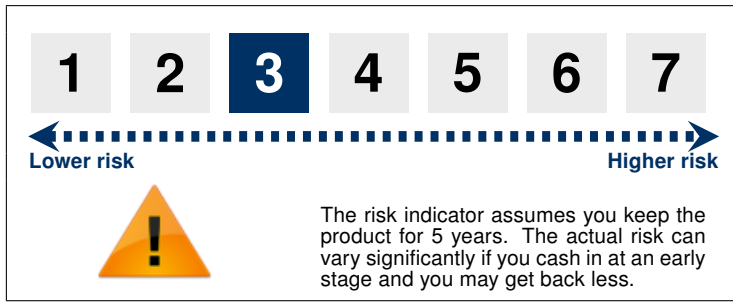 1 2 3 4 5 6 7
Lower risk Higher risk
!
The risk indicator assumes you keep the
product for 5 years. The actual risk can
vary significantly if you cash in at an early
stage and you may get back less.